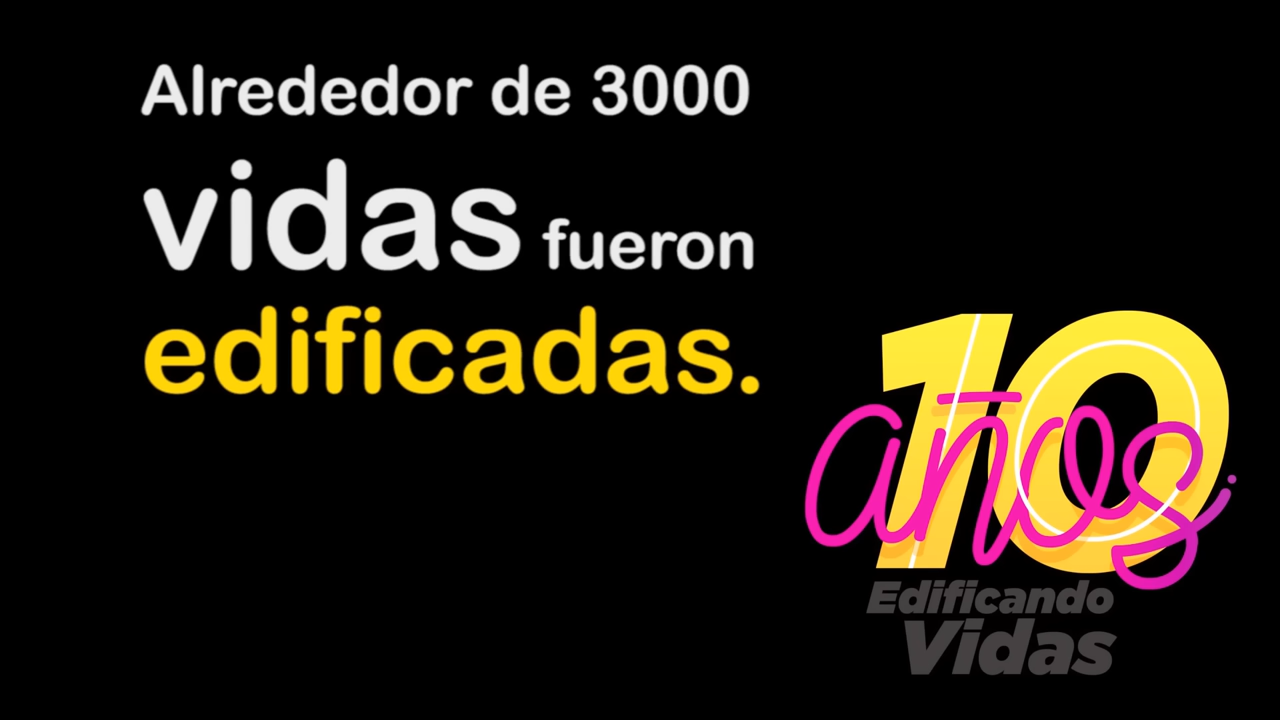 Alrededor de 3000
vidas fueron
edificadas.
10
años
Edificando
Vidas